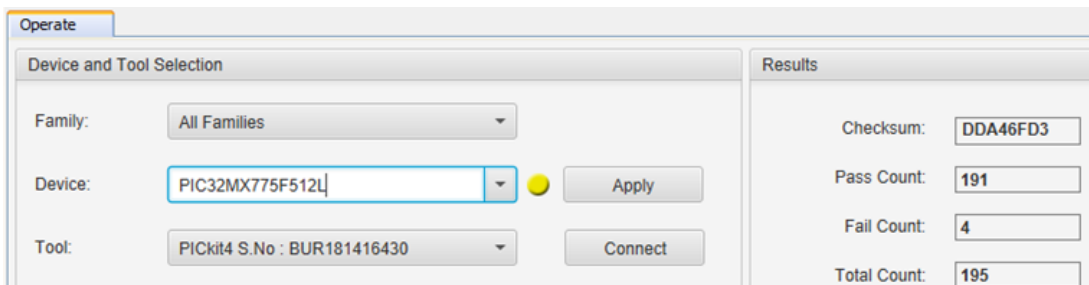 Operate
Device and Tool Selection
Family:
All Families
Device:
PIC32MX775F512L
Apply
Tool:
PICkit4 S.No : BUR181416430
Connect
Results
Checksum:
DDA46FD3
Pass Count:
191
Fail Count:
4
Total Count:
195